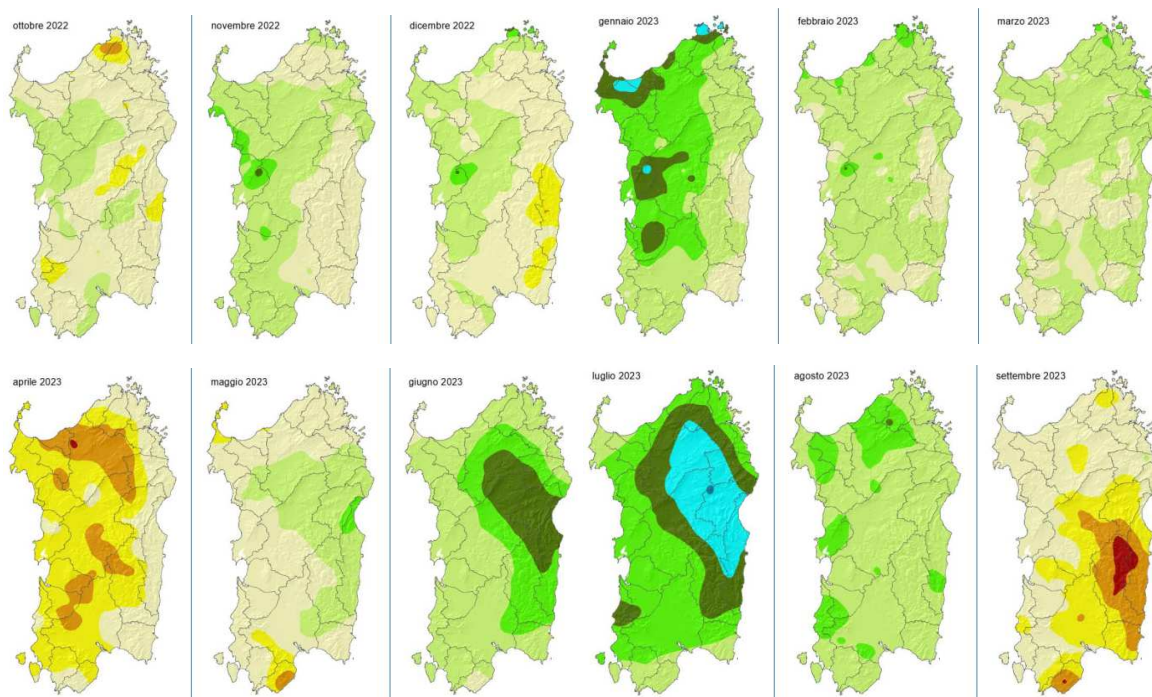 ottobre 2022
novembre 2022
dicembre 2022
gennaio 2023
febbraio 2023
marzo 2023
aprile 2023
maggio 2023
giugno 2023
luglio 2023
agosto 2023
settembre 2023